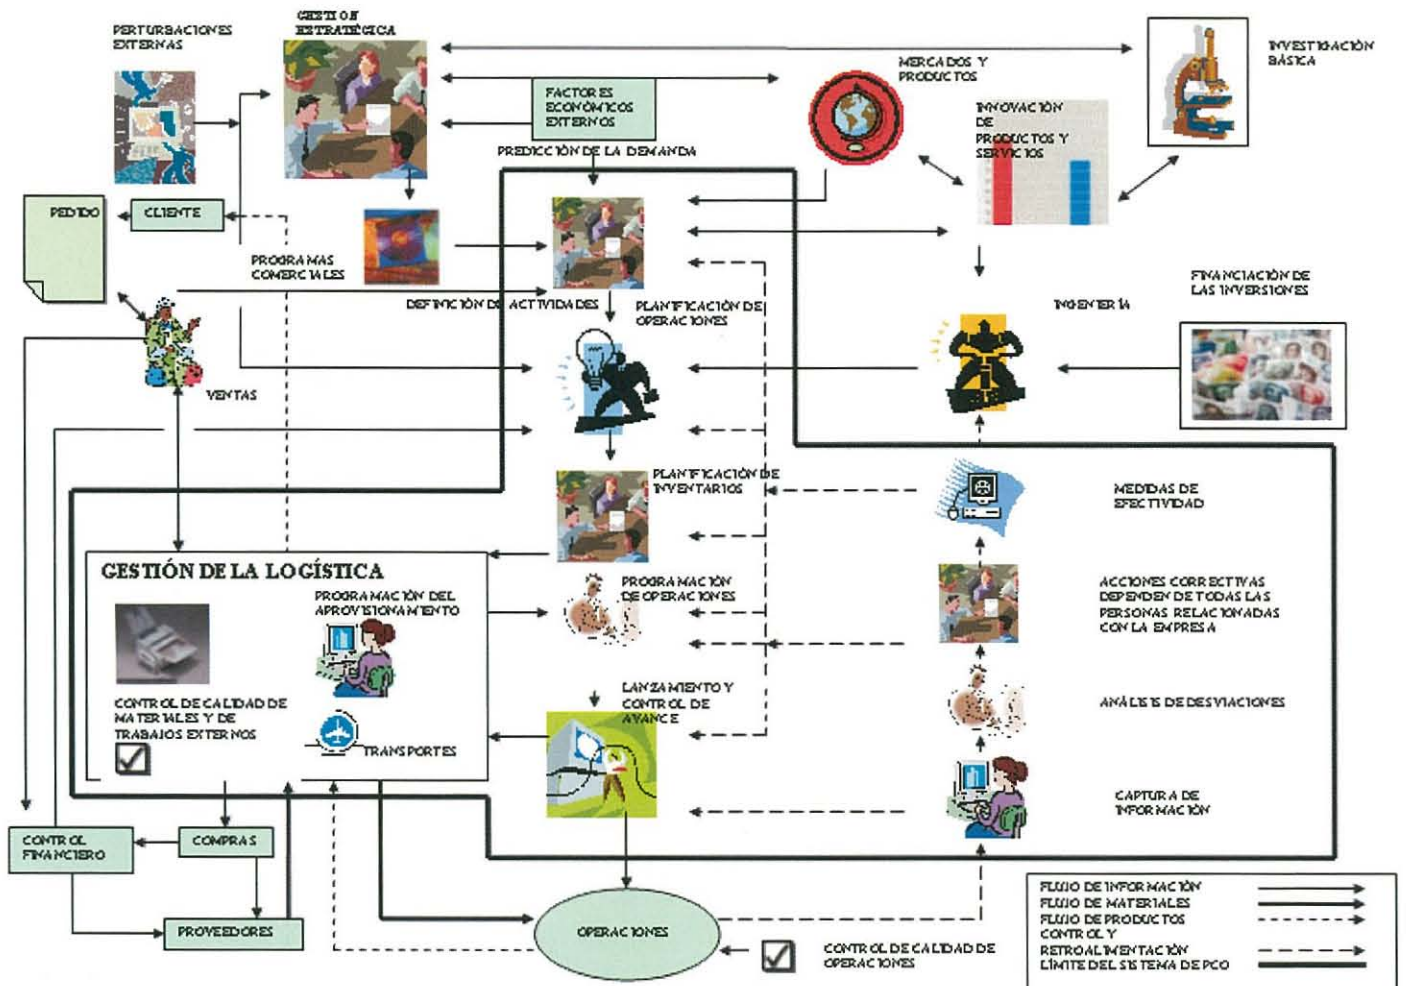 GESTIÓN
ESTRATÉGICA
PERTURBACIONES
EXTERNAS
MERCADOS Y
PRODUCTOS
INVESTIGACIÓN
BÁSICA
FACTORES
ECONÓMICOS
EXTERNOS
INNOVACIÓN
DE
PRODUCTOS Y
SERVICIOS
PREDICCIÓN DE LA DEMANDA
PEDIDO
CLIENTE
PROGRAMAS
COMERCIALES
DEFINICIÓN DE ACTIVIDADES
PLANIFICACIÓN DE
OPERACIONES
INGENIERÍA
FINANCIACIÓN DE
LAS INVERSIONES
VENTAS
PLANIFICACIÓN DE
INVENTARIOS
MEDIDAS DE
EFECTIVIDAD
GESTIÓN DE LA LOGÍSTICA
PROGRAMACIÓN DEL
APROVISIONAMIENTO
PROGRAMACIÓN
DE OPERACIONES
ACCIONES CORRECTIVAS
DEPENDEN DE TODAS LAS
PERSONAS RELACIONADAS
CON LA EMPRESA
CONTROL DE CALIDAD DE
MATERIALES Y DE
TRABAJOS EXTERNOS
TRANSPORTES
LANZAMIENTO Y
CONTROL DE
AVANCE
ANÁLISIS DE DESVIACIONES
CAPTURA DE
INFORMACIÓN
CONTROL
FINANCIERO
COMPRAS
PROVEEDORES
OPERACIONES
CONTROL DE CALIDAD DE
OPERACIONES
FLUJO DE INFORMACIÓN
FLUJO DE MATERIALES
FLUJO DE PRODUCTOS
CONTROL Y
RETROALIMENTACIÓN
LÍMITE DEL SISTEMA DE PCO